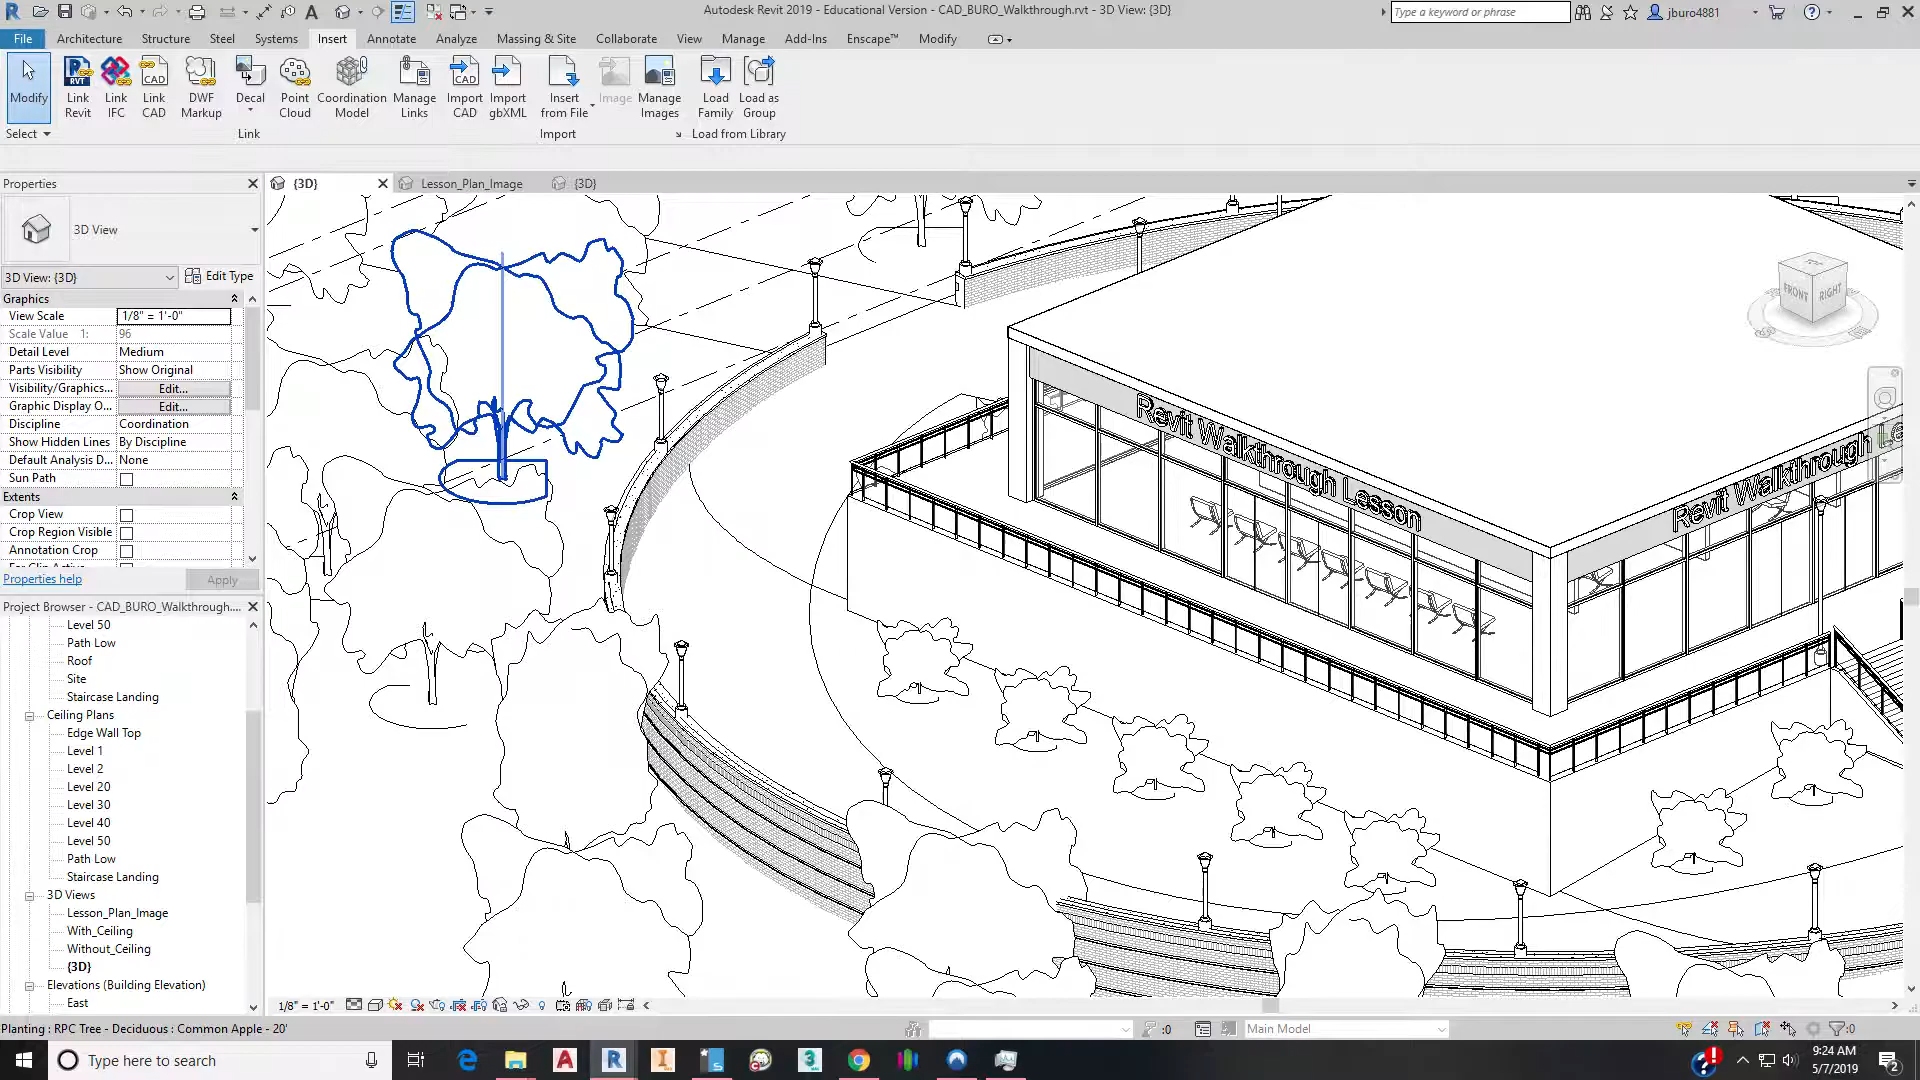 Autodesk Revit 2019 - Educational Version - CAD_BURO_Walkthrough.rvt - 3D View: {3D}
Type a keyword or phrase
jburo4881
File Architecture Structure Steel Systems Insert Annotate Analyze Massing & Site Collaborate View Manage Add-Ins Enscape™ Modify
Modify
Link Revit
Link IFC
Link CAD
DWF Markup
Decal
Point Cloud
Coordination Model
Manage Links
Import CAD
Import gbXML
Insert from File
Image
Manage Images
Load Family
Load as Group
Select
Link
Import
Load from Library
Properties
{3D}
Lesson_Plan_Image
{3D}
3D View
3D View: {3D}
Edit Type
Graphics
View Scale 1/8" = 1'-0"
Scale Value 1: 96
Detail Level Medium
Parts Visibility Show Original
Visibility/Graphics... Edit...
Graphic Display O... Edit...
Discipline Coordination
Show Hidden Lines By Discipline
Default Analysis D... None
Sun Path
Extents
Crop View
Crop Region Visible
Annotation Crop
Properties help
Apply
Project Browser - CAD_BURO_Walkthrough....
Level 50
Path Low
Roof
Site
Staircase Landing
Ceiling Plans
Edge Wall Top
Level 1
Level 2
Level 20
Level 30
Level 40
Level 50
Path Low
Staircase Landing
3D Views
Lesson_Plan_Image
With_Ceiling
Without_Ceiling
{3D}
Elevations (Building Elevation)
East
FRONT
RIGHT
Revit Walkthrough Lesson
Revit Walkthrough Le
1/8" = 1'-0"
Planting : RPC Tree - Deciduous : Common Apple - 20'
:0
Main Model
:0
Type here to search
9:24 AM
5/7/2019
2